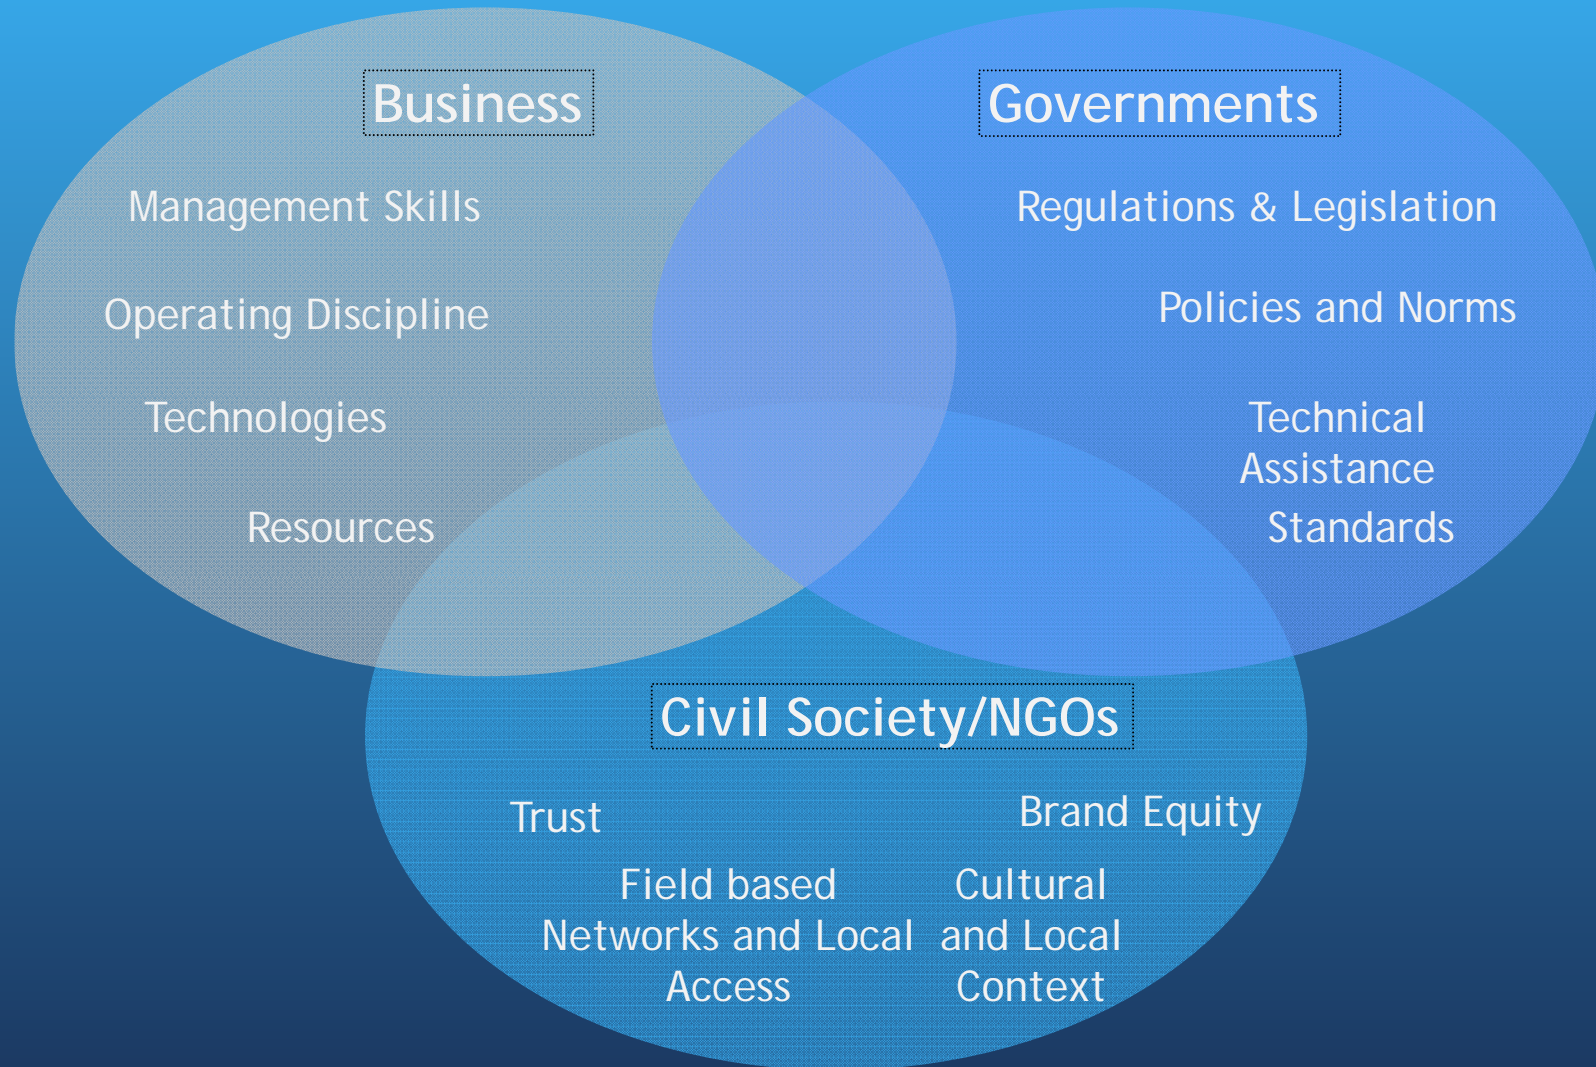 Business
Management Skills
Operating Discipline
Technologies
Resources
Governments
Regulations & Legislation
Policies and Norms
Technical
Assistance
Standards
Civil Society/NGOs
Trust
Brand Equity
Field based
Networks and Local
Access
Cultural
and Local
Context